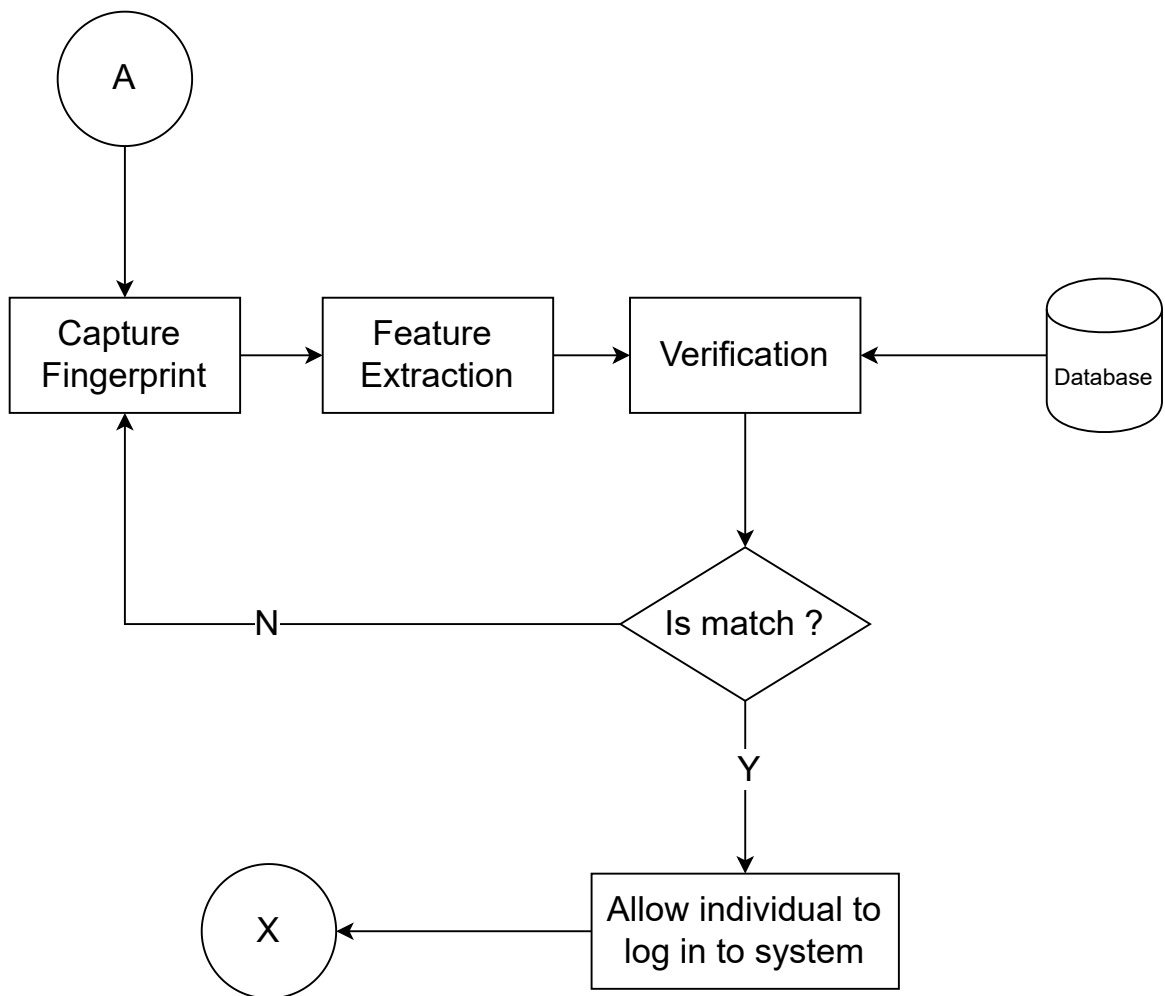 A
Capture
Fingerprint
Feature
Extraction
Verification
Database
Is match ?
N
Y
Allow individual to
log in to system
X